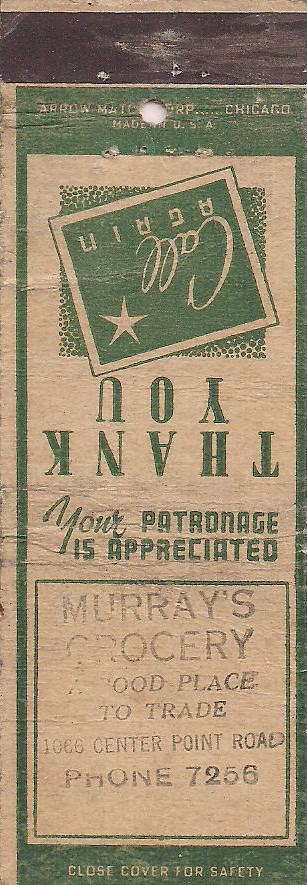 ARROW MATCH CORP..... CHICAGO
MADE IN U.S.A
Call
AGAIN
THANK
YOU
Your PATRONAGE
IS APPRECIATED
MURRAY'S
GROCERY
A GOOD PLACE
TO TRADE
1066 CENTER POINT ROAD
PHONE 7256
CLOSE COVER FOR SAFETY